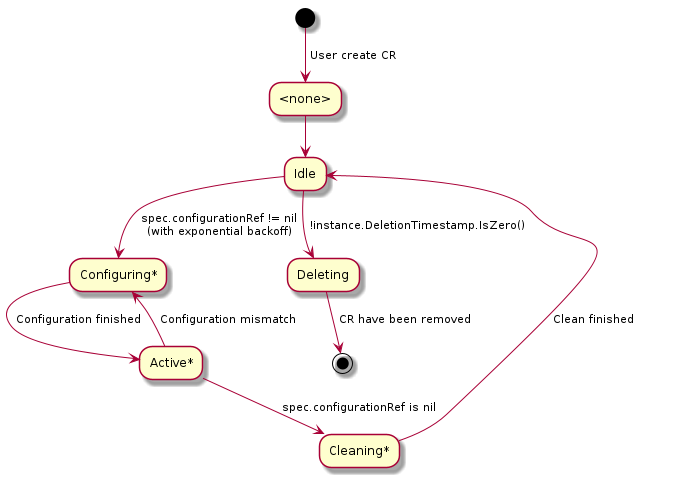 User create CR
<none>
Idle
spec.configurationRef != nil
(with exponential backoff)
!instance.DeletionTimestamp.IsZero()
Configuring*
Deleting
Configuration finished
Configuration mismatch
CR have been removed
Clean finished
Active*
spec.configurationRef is nil
Cleaning*